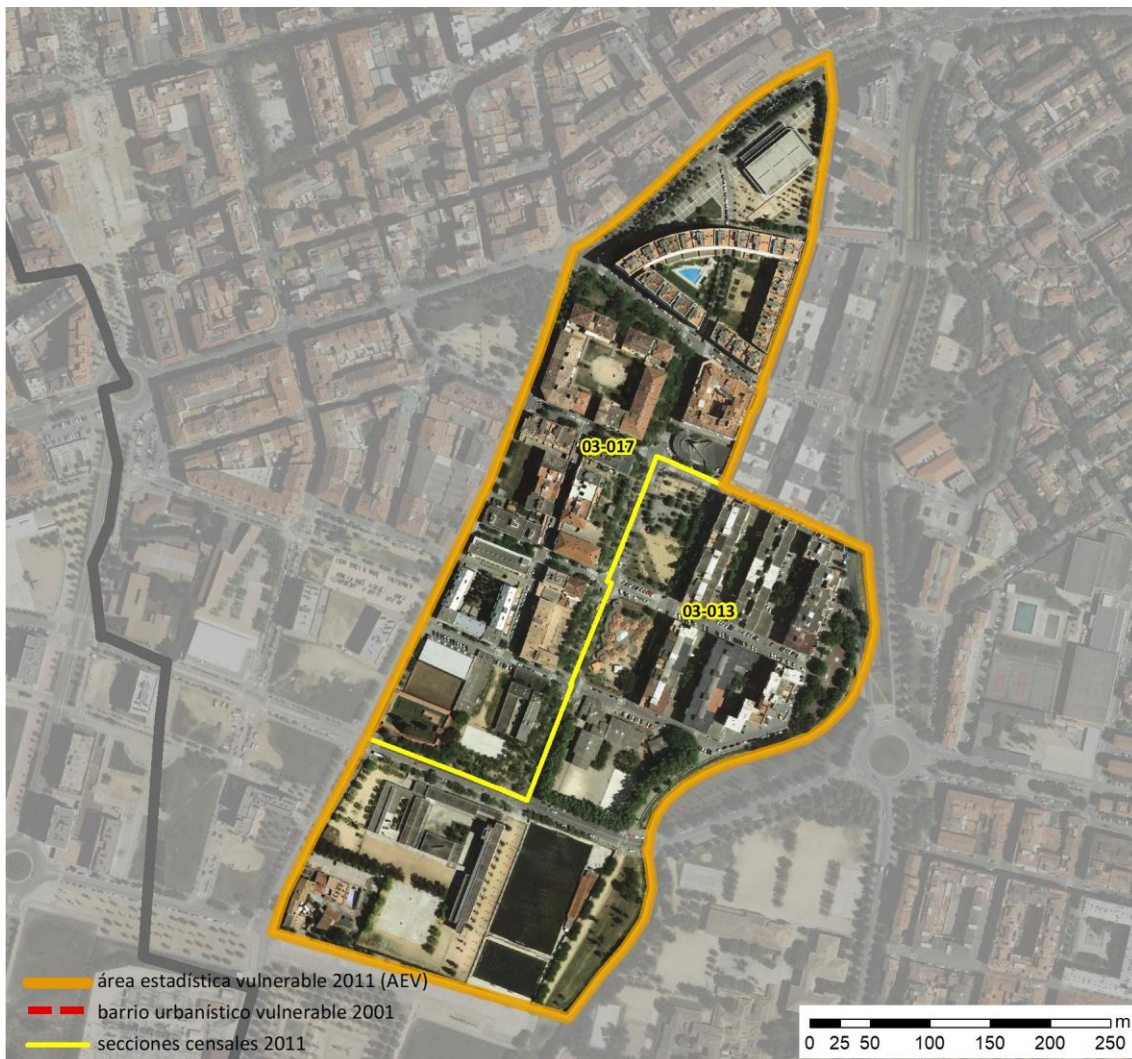 03-017
03-013
área estadística vulnerable 2011 (AEV)
barrio urbanístico vulnerable 2001
secciones censales 2011
m
0 25 50 100 150 200 250